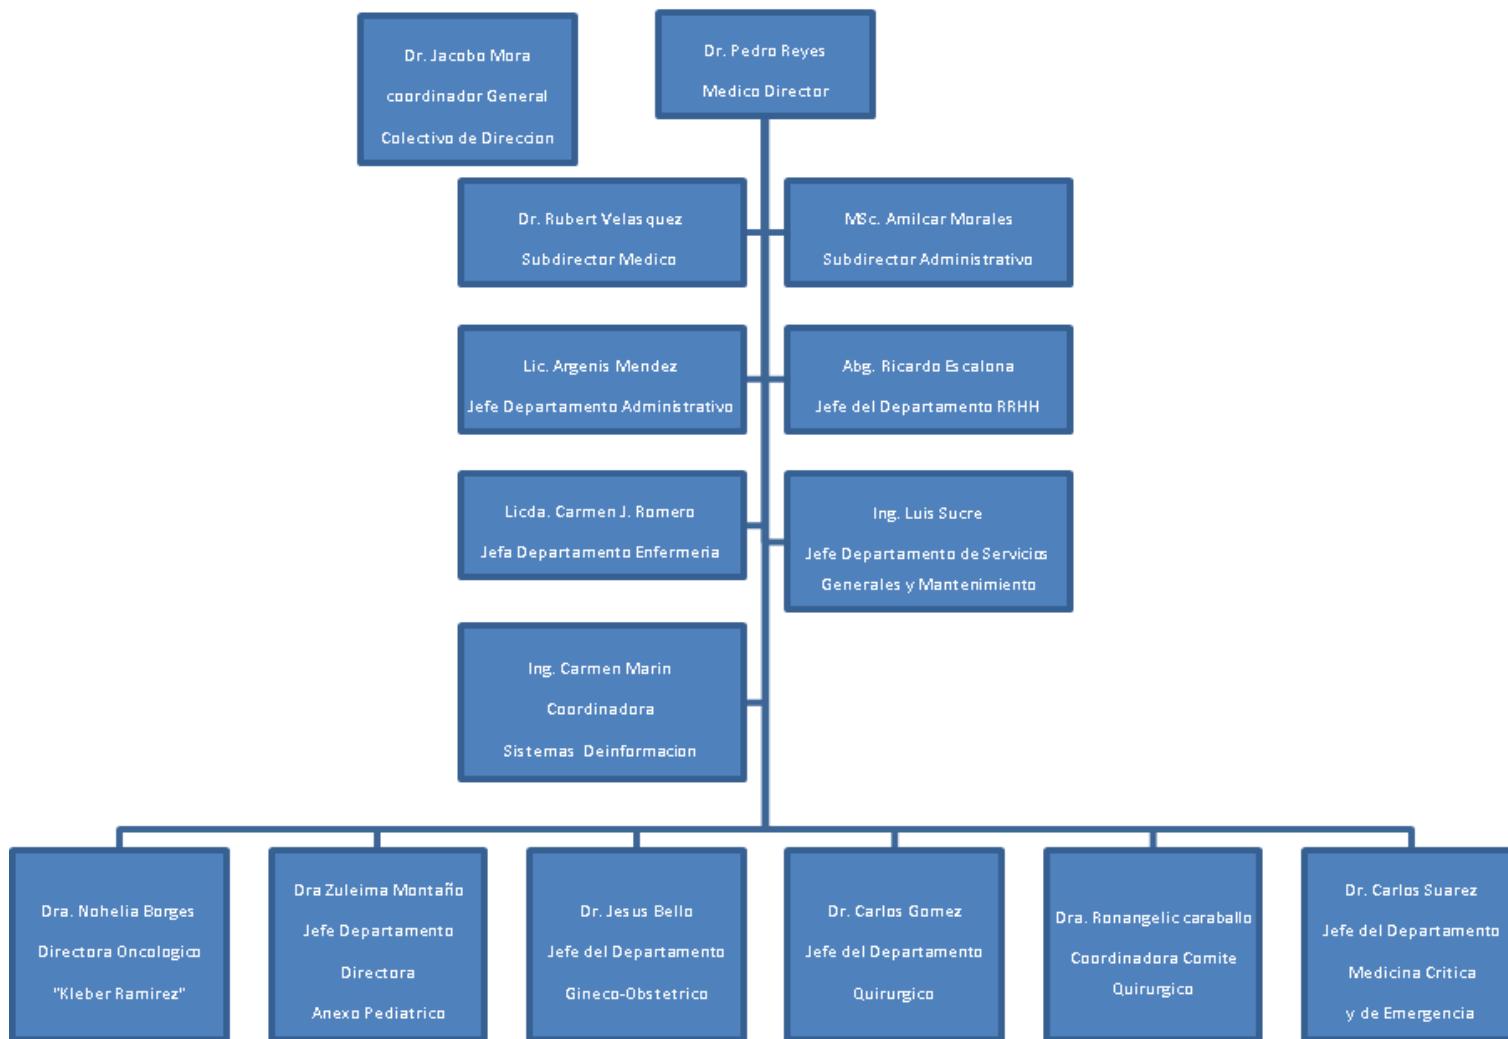 Dr. Jacobo Mora
coordinador General
Colectivo de Direccion
Dr. Pedro Reyes
Medico Director
Dr. Rubert Velasquez
Subdirector Medico
MSc. Amilcar Morales
Subdirector Administrativo
Lic. Argenis Mendez
Jefe Departamento Administrativo
Abg. Ricardo Escalona
Jefe del Departamento RRHH
Licda. Carmen J. Romero
Jefa Departamento Enfermeria
Ing. Luis Sucre
Jefe Departamento de Servicios
Generales y Mantenimiento
Ing. Carmen Marin
Coordinadora
Sistemas Deinformacion
Dra. Nohelia Borges
Directora Oncologico
"Kleber Ramirez"
Dra Zuleima Montaño
Jefe Departamento
Directora
Anexo Pediatrico
Dr. Jesus Bello
Jefe del Departamento
Gineco-Obstetrico
Dr. Carlos Gomez
Jefe del Departamento
Quirurgico
Dra. Ronangelic caraballo
Coordinadora Comite
Quirurgico
Dr. Carlos Suarez
Jefe del Departamento
Medicina Critica
y de Emergencia